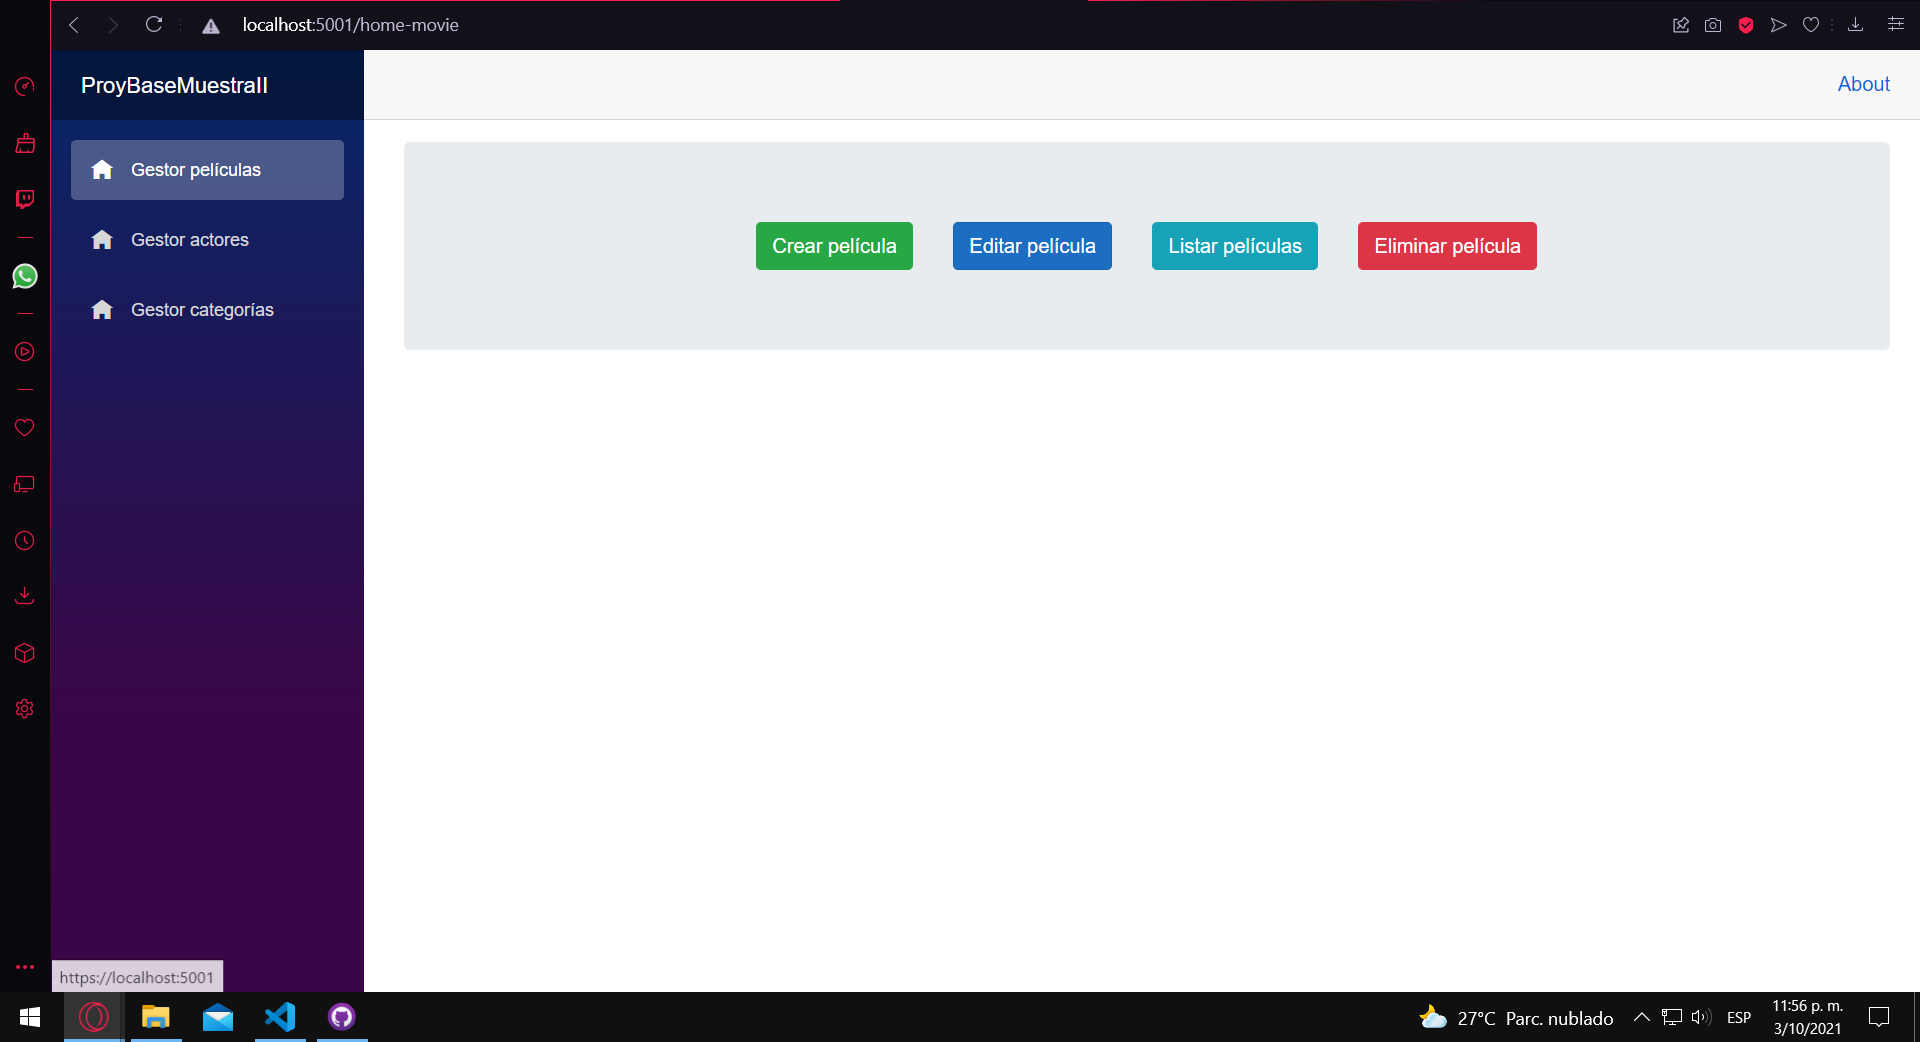 localhost:5001/home-movie
ProyBaseMuestraII
About
Gestor películas
Gestor actores
Gestor categorías
Crear película
Editar película
Listar películas
Eliminar película
https://localhost:5001
27°C Parc. nublado
ESP
11:56 p. m.
3/10/2021